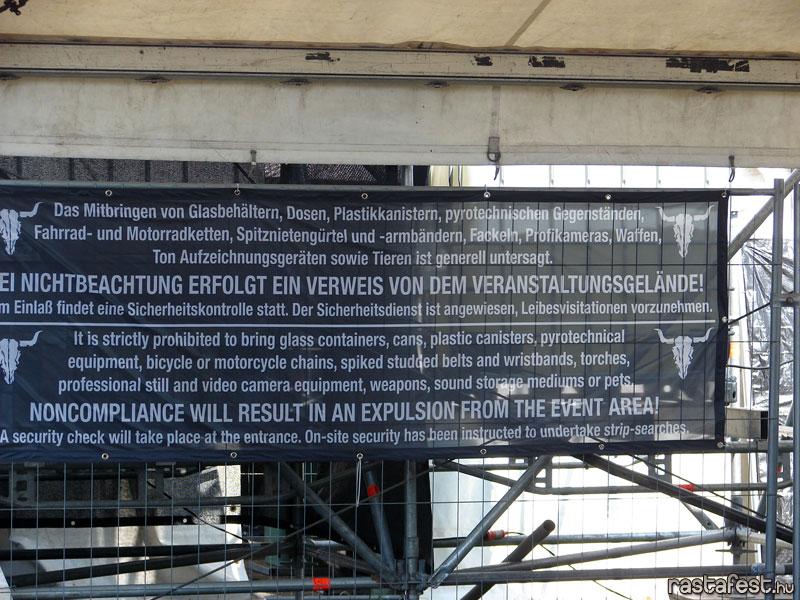 Das Mitbringen von Glasbehältern, Dosen, Plastikkanistern, pyrotechnischen Gegenständen,
Fahrrad- und Motorradketten, Spitznietengürtel und -armbändern, Fackeln, Profikameras, Waffen,
Ton Aufzeichnungsgeräten sowie Tieren ist generell untersagt.
EI NICHTBEACHTUNG ERFOLGT EIN VERWEIS VON DEM VERANSTALTUNGSGELÄNDE!
m Einlaß findet eine Sicherheitskontrolle statt. Der Sicherheitsdienst ist angewiesen, Leibesvisitationen vorzunehmen.
It is strictly prohibited to bring glass containers, cans, plastic canisters, pyrotechnical
equipment, bicycle or motorcycle chains, spiked studded belts and wristbands, torches,
professional still and video camera equipment, weapons, sound storage mediums or pets.
NONCOMPLIANCE WILL RESULT IN AN EXPULSION FROM THE EVENT AREA!
A security check will take place at the entrance. On-site security has been instructed to undertake strip-searches.
rastafest.hu